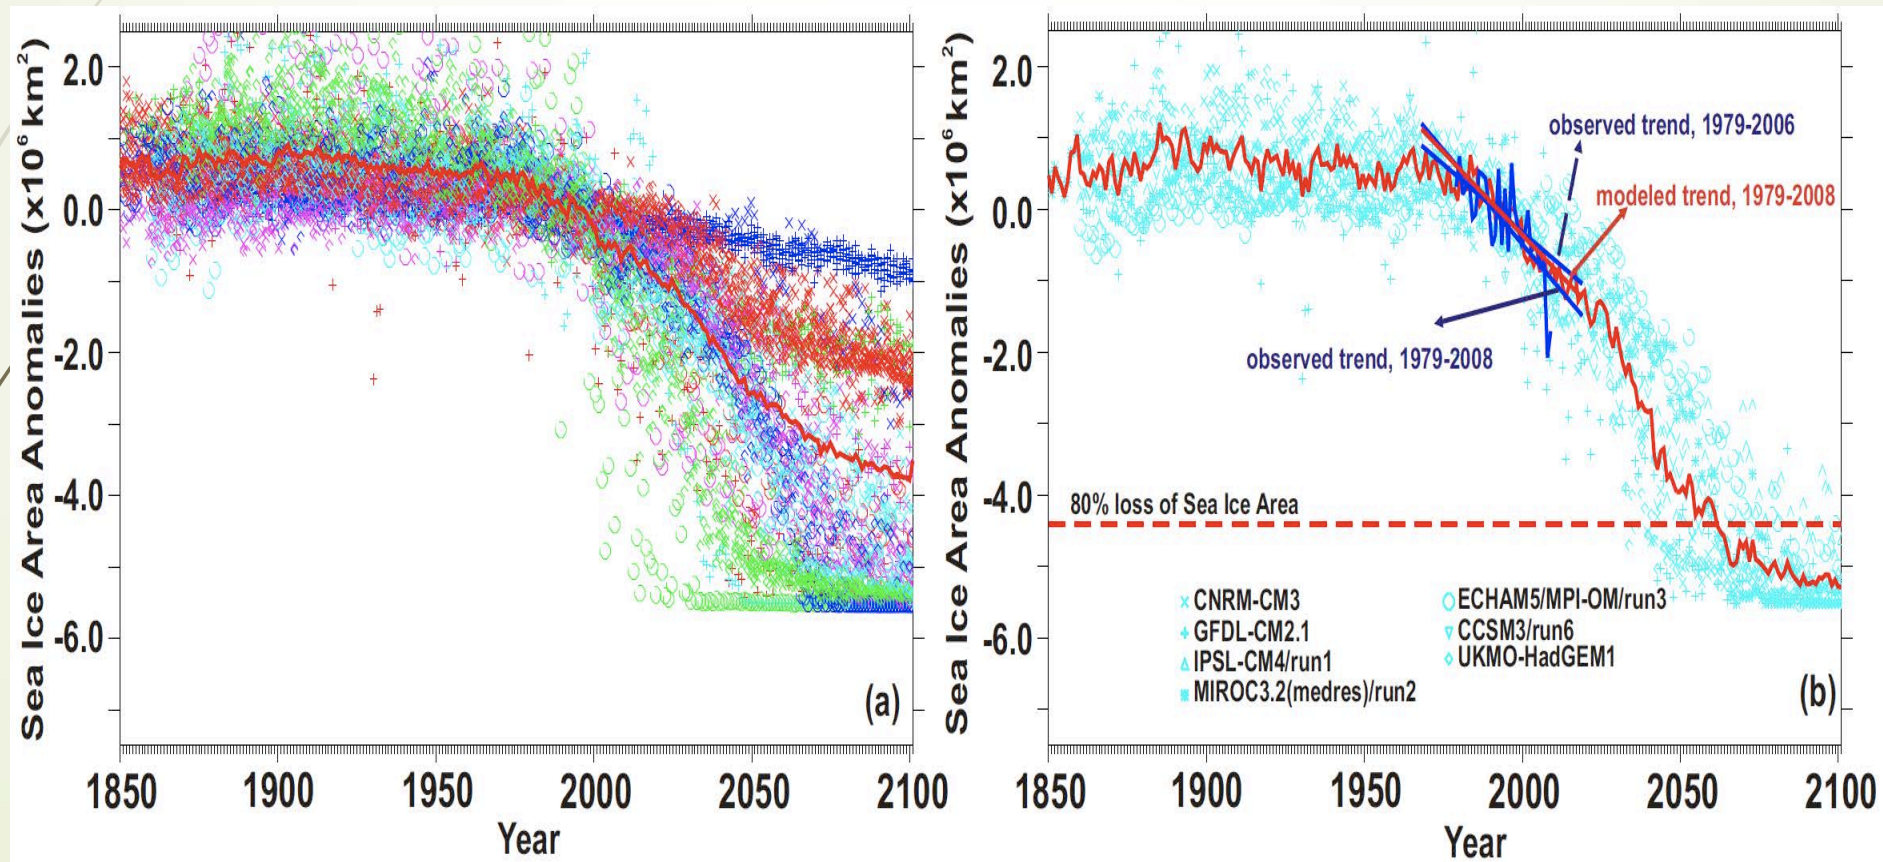 Sea Ice Area Anomalies (x10⁶ km²)
2.0
0.0
-2.0
-4.0
-6.0
(a)
1850 1900 1950 2000 2050 2100
Year
Sea Ice Area Anomalies (x10⁶ km²)
2.0
0.0
-2.0
-4.0
-6.0
observed trend, 1979-2006
modeled trend, 1979-2008
observed trend, 1979-2008
80% loss of Sea Ice Area
CNRM-CM3
GFDL-CM2.1
IPSL-CM4/run1
MIROC3.2(medres)/run2
ECHAM5/MPI-OM/run3
CCSM3/run6
UKMO-HadGEM1
(b)
1850 1900 1950 2000 2050 2100
Year